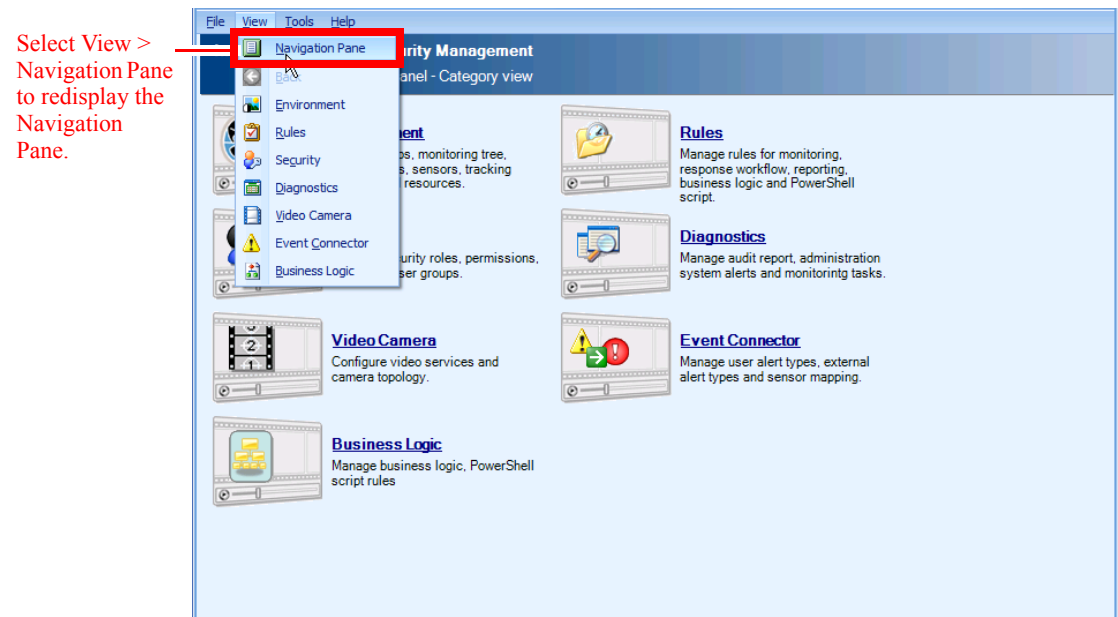 Select View >
Navigation Pane
to redisplay the
Navigation
Pane.
File View Tools Help
Navigation Pane
Back
Environment
Rules
Security
Diagnostics
Video Camera
Event Connector
Business Logic
urity Management
anel - Category view
ent
ps, monitoring tree,
s, sensors, tracking
resources.
Rules
Manage rules for monitoring,
response workflow, reporting,
business logic and PowerShell
script.
urity roles, permissions,
ser groups.
Diagnostics
Manage audit report, administration
system alerts and monitorintg tasks.
Video Camera
Configure video services and
camera topology.
Event Connector
Manage user alert types, external
alert types and sensor mapping.
Business Logic
Manage business logic, PowerShell
script rules